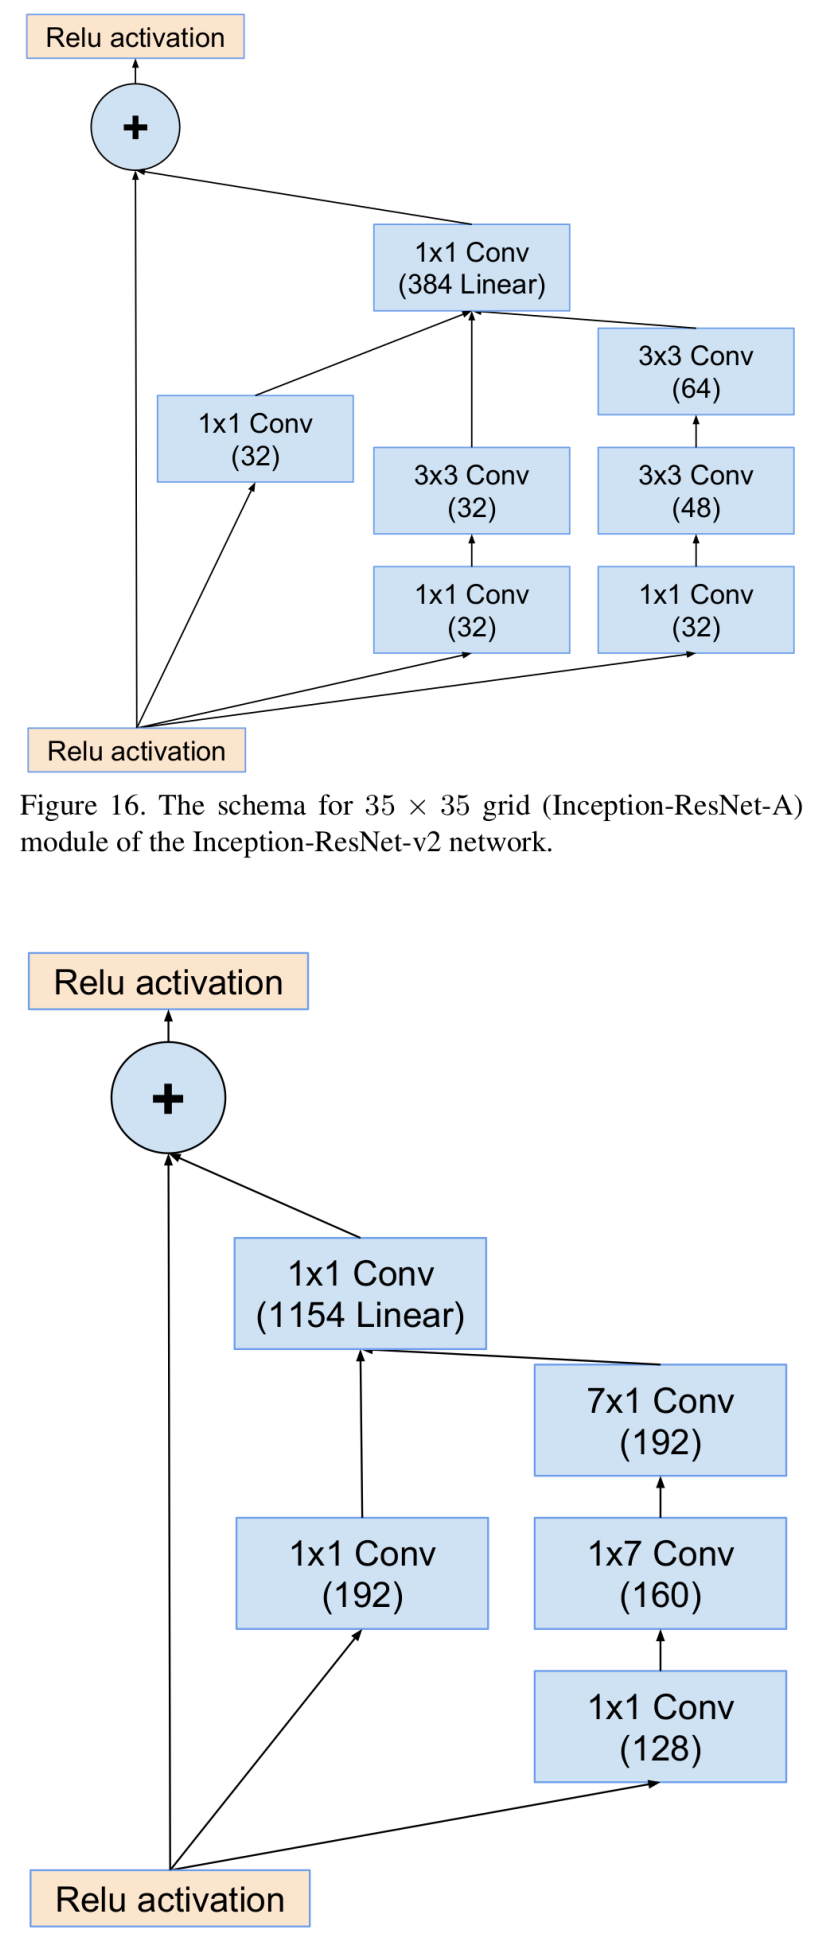 Relu activation
+
1x1 Conv
(384 Linear)
3x3 Conv
(64)
1x1 Conv
(32)
3x3 Conv
(32)
3x3 Conv
(48)
1x1 Conv
(32)
1x1 Conv
(32)
Relu activation
Figure 16. The schema for 35 × 35 grid (Inception-ResNet-A)
module of the Inception-ResNet-v2 network.
Relu activation
+
1x1 Conv
(1154 Linear)
7x1 Conv
(192)
1x1 Conv
(192)
1x7 Conv
(160)
1x1 Conv
(128)
Relu activation